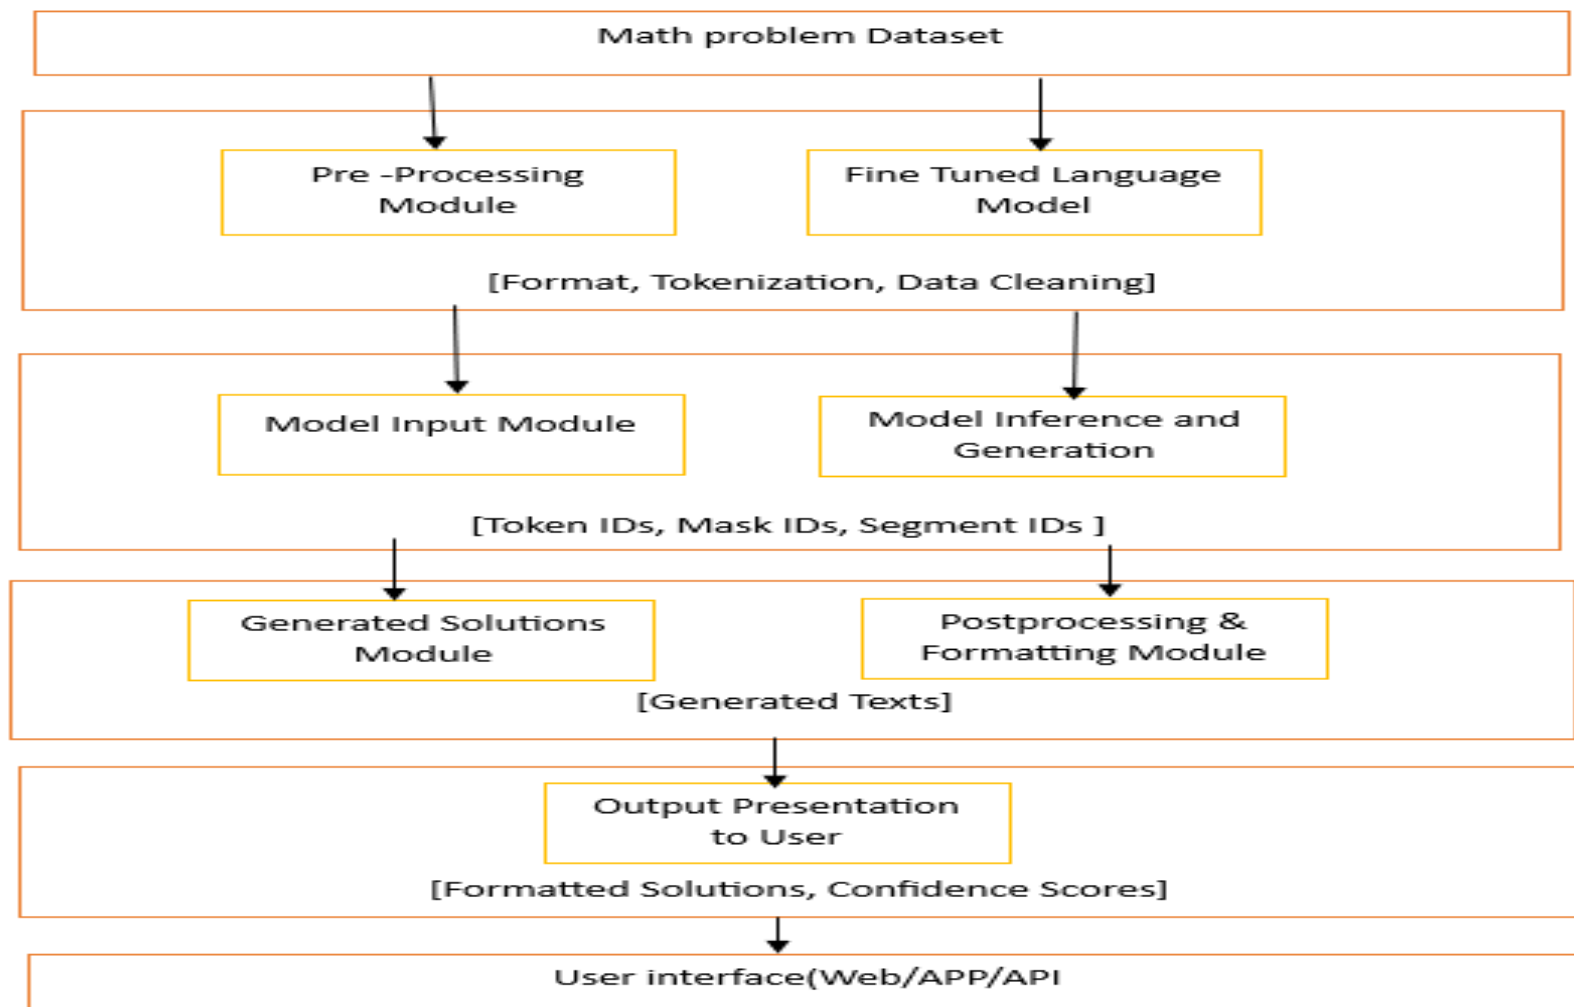 Math problem Dataset
Pre -Processing
Module
Fine Tuned Language
Model
[Format, Tokenization, Data Cleaning]
Model Input Module
Model Inference and
Generation
[Token IDs, Mask IDs, Segment IDs ]
Generated Solutions
Module
Postprocessing &
Formatting Module
[Generated Texts]
Output Presentation
to User
[Formatted Solutions, Confidence Scores]
User interface(Web/APP/API